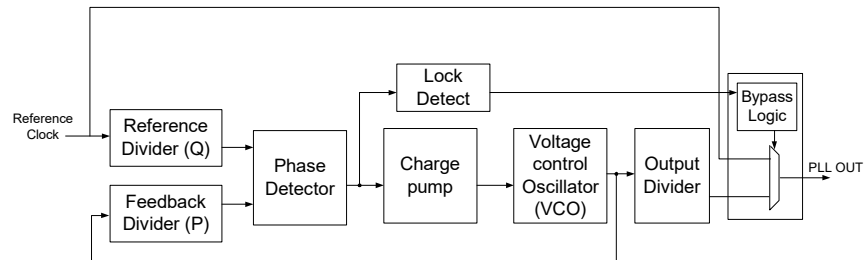 Reference
Clock
Reference
Divider (Q)
Feedback
Divider (P)
Phase
Detector
Lock
Detect
Charge
pump
Voltage
control
Oscillator
(VCO)
Output
Divider
Bypass
Logic
PLL OUT